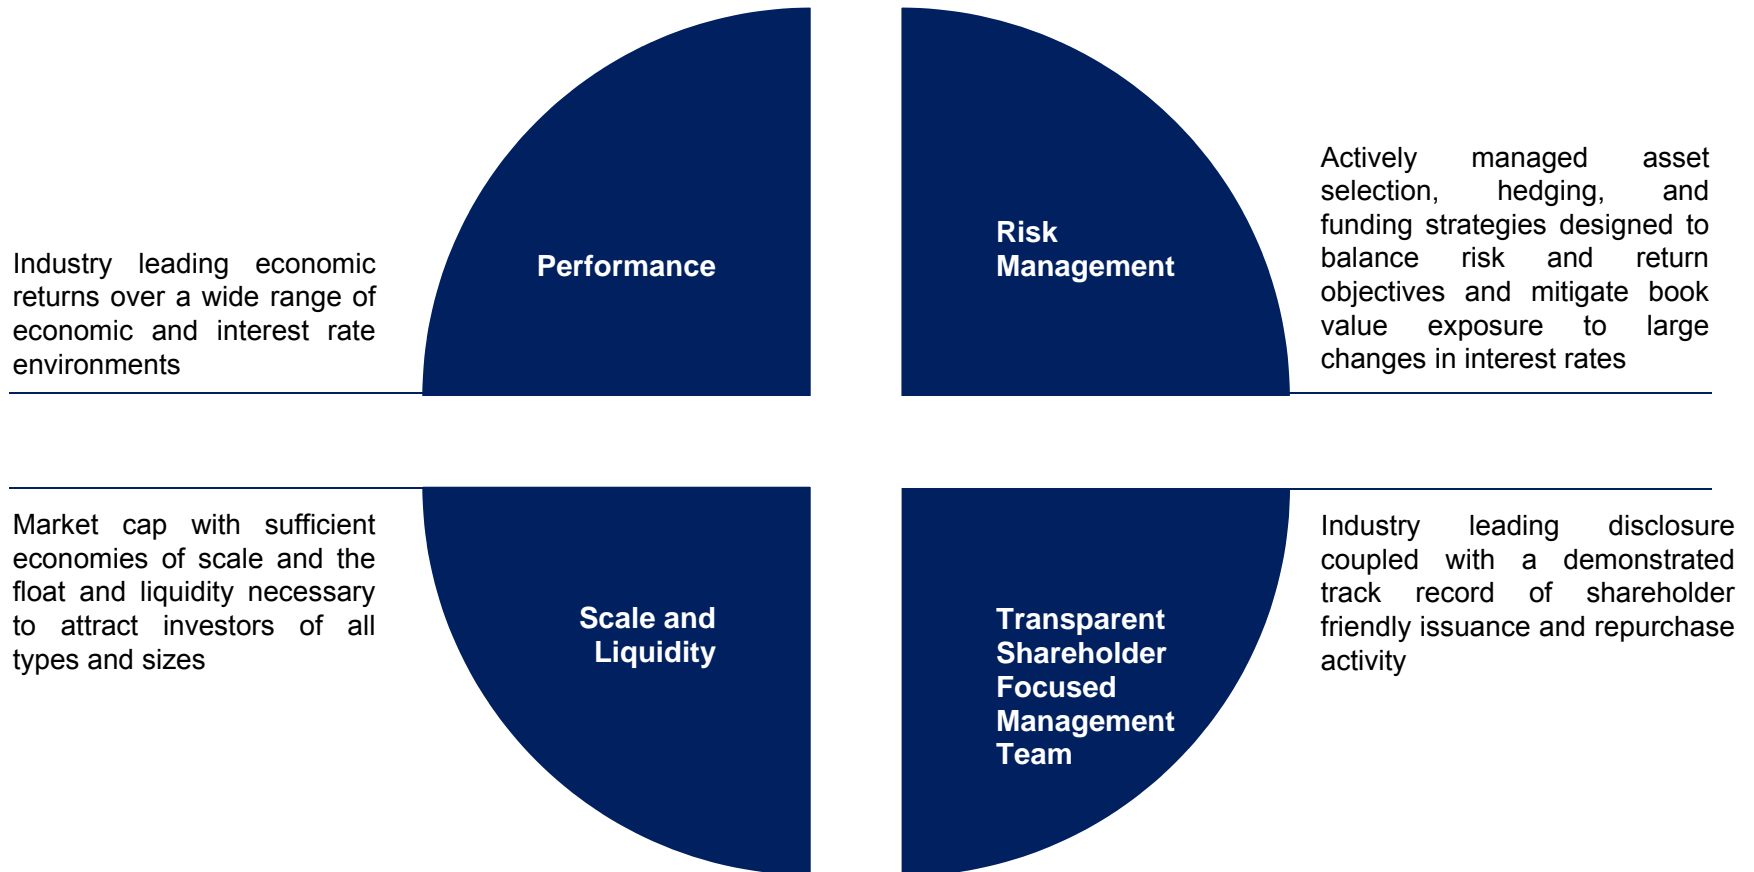 Industry leading economic
returns over a wide range of
economic and interest rate
environments
Performance
Risk
Management
Actively managed asset
selection, hedging, and
funding strategies designed to
balance risk and return
objectives and mitigate book
value exposure to large
changes in interest rates
Market cap with sufficient
economies of scale and the
float and liquidity necessary
to attract investors of all
types and sizes
Scale and
Liquidity
Transparent
Shareholder
Focused
Management
Team
Industry leading disclosure
coupled with a demonstrated
track record of shareholder
friendly issuance and repurchase
activity